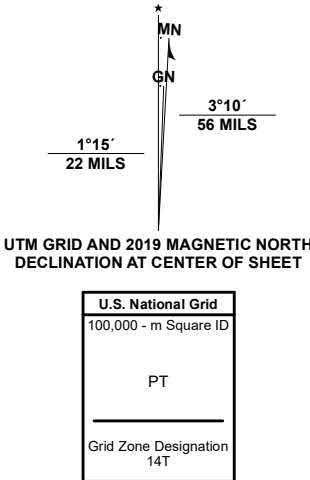 ★
MN
GN
3°10´
56 MILS
1°15´
22 MILS
UTM GRID AND 2019 MAGNETIC NORTH
DECLINATION AT CENTER OF SHEET
U.S. National Grid
100,000 - m Square ID
PT
Grid Zone Designation
14T